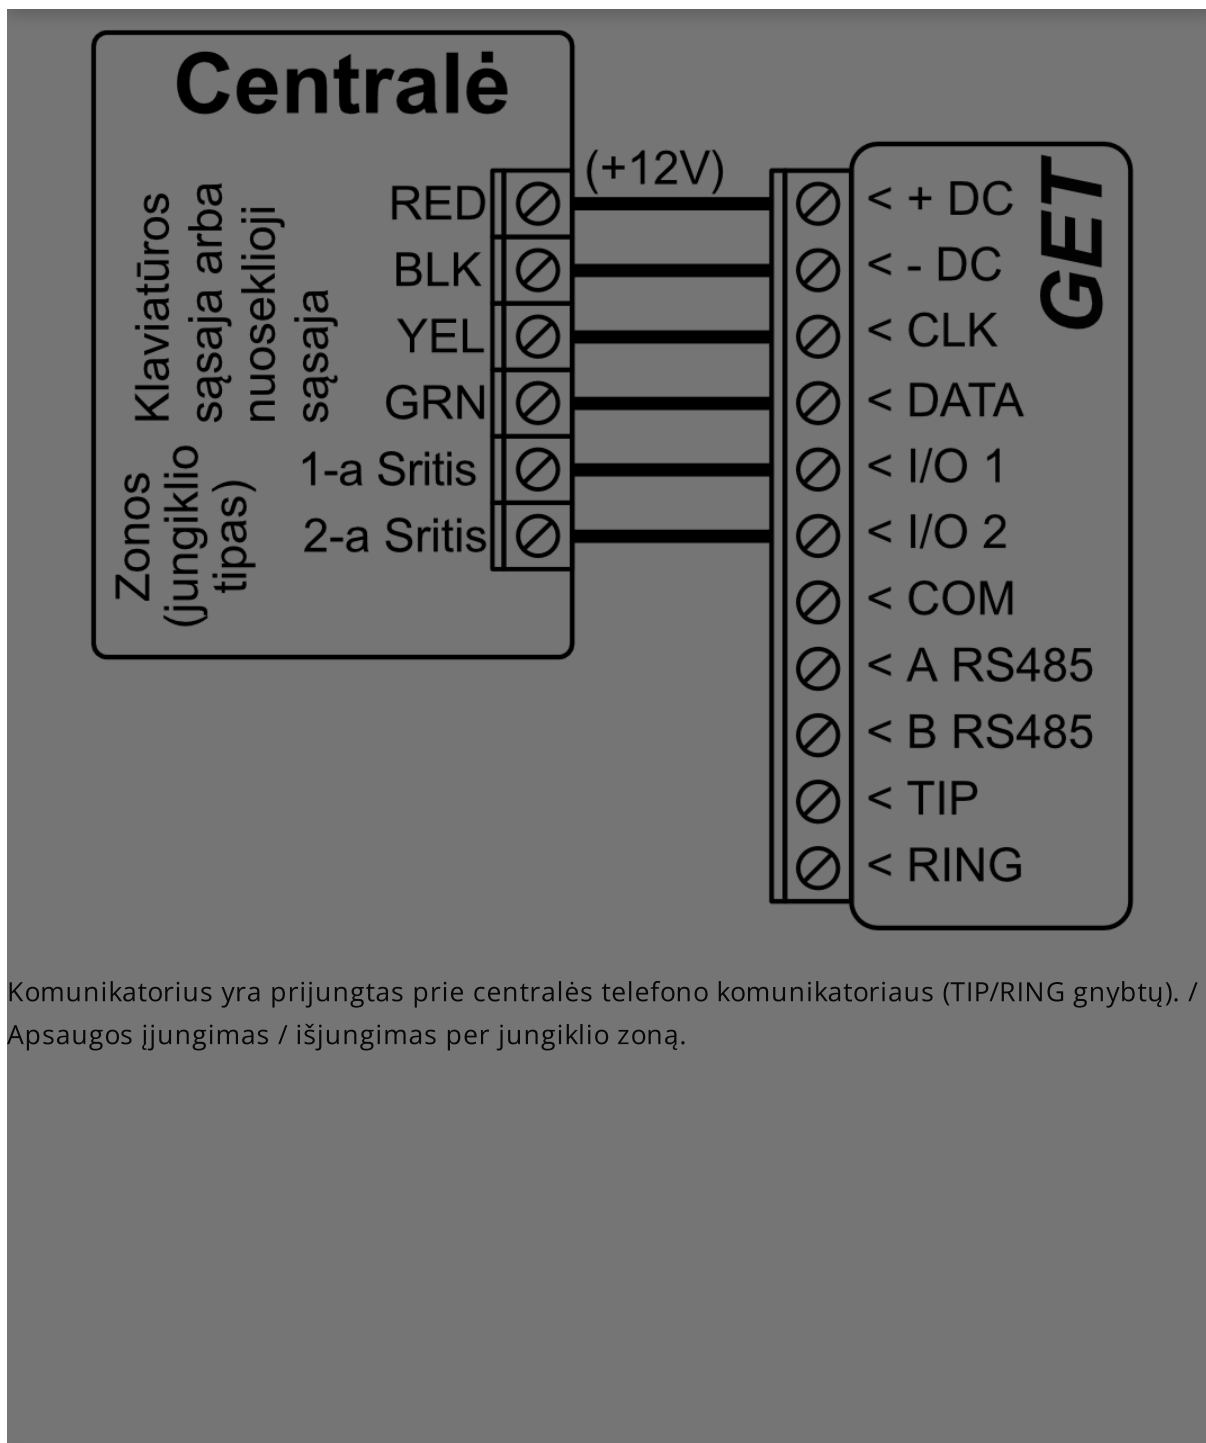 Centralė
(+12V)
Klaviatūros
sąsaja arba
nuoseklioji
sąsaja
RED
BLK
YEL
GRN
Zonos
(jungiklio
tipas)
1-a Sritis
2-a Sritis
GET
< + DC
< - DC
< CLK
< DATA
< I/O 1
< I/O 2
< COM
< A RS485
< B RS485
< TIP
< RING
Komunikatorius yra prijungtas prie centralės telefono komunikatoriaus (TIP/RING gnybtų). /
Apsaugos įjungimas / išjungimas per jungiklio zoną.